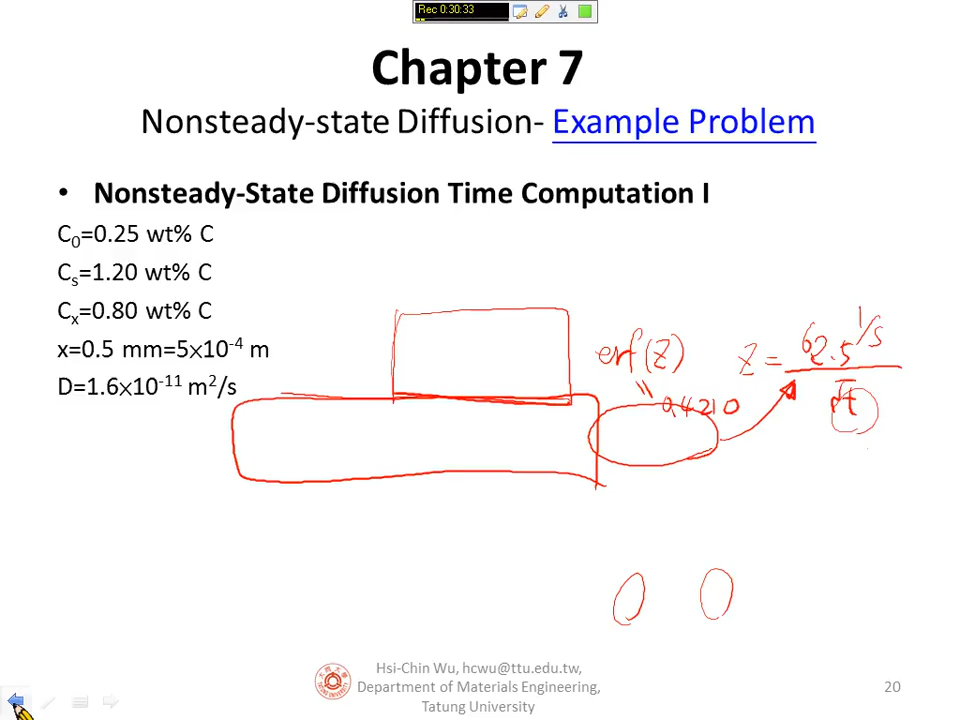 Rec 0:30:33
Chapter 7
Nonsteady-state Diffusion- Example Problem
• Nonsteady-State Diffusion Time Computation I
C₀=0.25 wt% C
Cₛ=1.20 wt% C
Cₓ=0.80 wt% C
x=0.5 mm=5×10⁻⁴ m
D=1.6×10⁻¹¹ m²/s
erf(Z)
0.4210
Z = 62.5
Hsi-Chin Wu, hcwu@ttu.edu.tw,
Department of Materials Engineering,
Tatung University
20